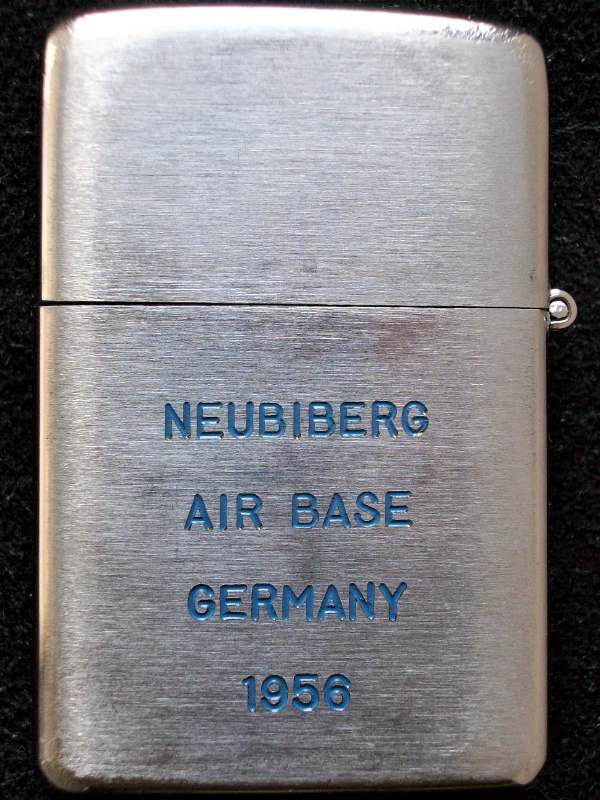 NEUBIBERG
AIR BASE
GERMANY
1956